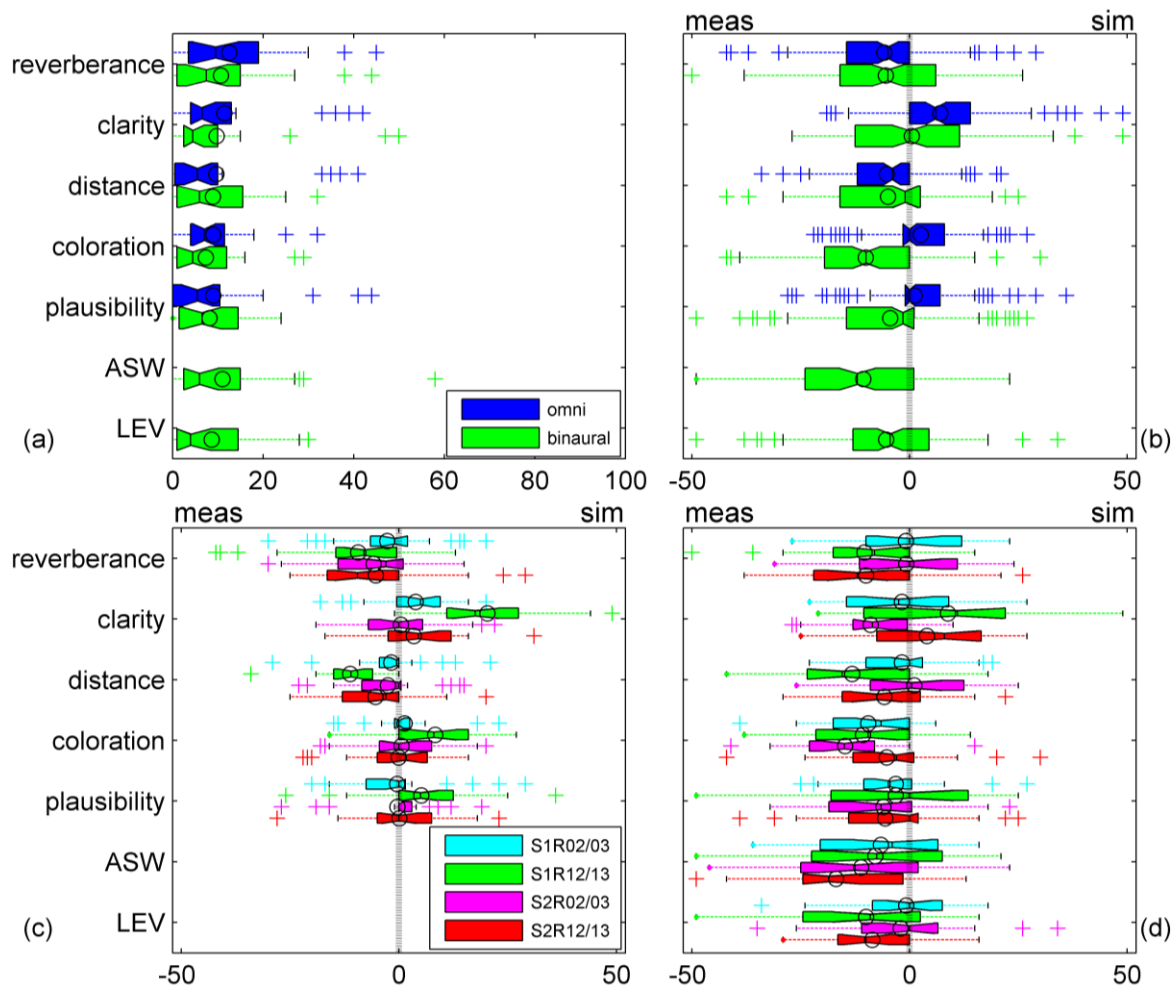 meas sim
reverberance
clarity
distance
coloration
plausibility
ASW
LEV
(a)
omni
binaural
(b)
0 20 40 60 80 100
-50 0 50
meas sim
meas sim
reverberance
clarity
distance
coloration
plausibility
ASW
LEV
(c)
S1R02/03
S1R12/13
S2R02/03
S2R12/13
(d)
-50 0 50
-50 0 50